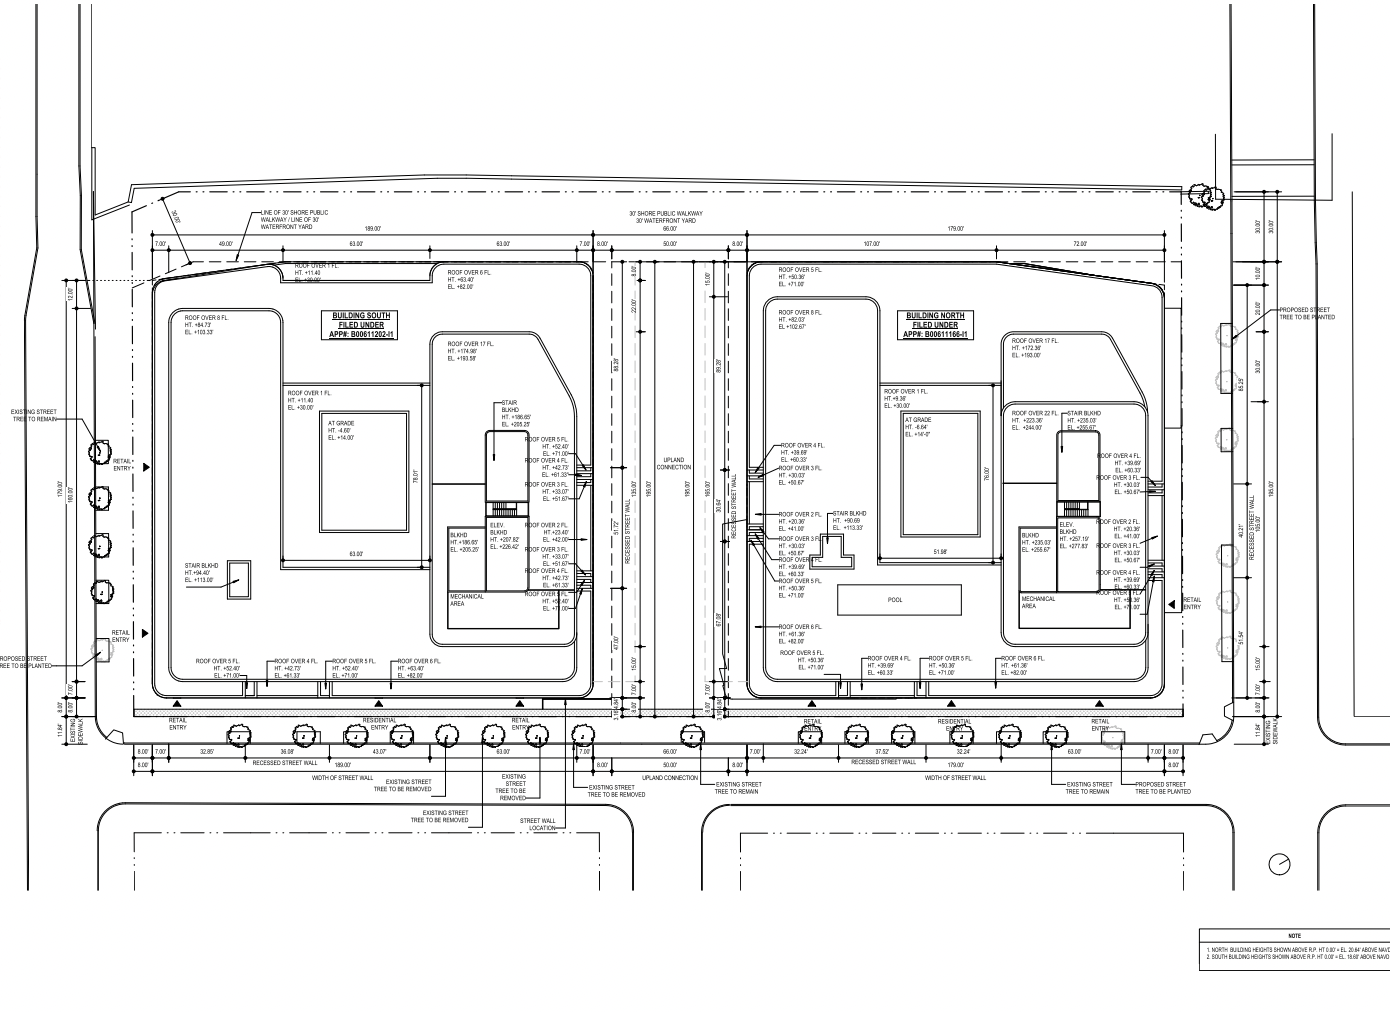 LINE OF 30' SHORE PUBLIC
WALKWAY / LINE OF 30'
WATERFRONT YARD
30' SHORE PUBLIC WALKWAY
30' WATERFRONT YARD
30.00'
189.00'
66.00'
179.00'
7.00'
49.00'
63.00'
63.00'
7.00'
8.00'
50.00'
8.00'
107.00'
72.00'
ROOF OVER 1 FL.
HT. +11.40
EL. +30.00'
ROOF OVER 6 FL.
HT. +63.40
EL. +82.00'
BUILDING SOUTH
FILED UNDER
APP#: B00611202-I1
ROOF OVER 8 FL.
HT. +84.73'
EL. +103.33'
ROOF OVER 17 FL.
HT. +174.98'
EL. +193.58'
ROOF OVER 1 FL.
HT. +11.40
EL. +30.00'
AT GRADE
HT. -4.60'
EL. +14.00'
78.01'
63.00'
STAIR
BLKHD
HT. +186.65'
EL. +205.25'
ROOF OVER 5 FL.
HT. +52.40'
EL. +71.00'
ROOF OVER 4 FL.
HT. +42.73'
EL. +61.33'
ROOF OVER 3 FL.
HT. +33.07'
EL. +51.67'
ROOF OVER 2 FL.
HT. +23.40'
EL. +42.00'
ROOF OVER 3 FL.
HT. +33.07'
EL. +51.67'
ROOF OVER 4 FL.
HT. +42.73'
EL. +61.33'
ROOF OVER 5 FL.
HT. +52.40'
EL. +71.00'
ELEV.
BLKHD
HT. +207.82'
EL. +226.42'
BLKHD
HT. +186.65'
EL. +205.25'
MECHANICAL
AREA
STAIR BLKHD
HT.+94.40'
EL. +113.00'
ROOF OVER 5 FL.
HT. +52.40'
EL. +71.00'
ROOF OVER 4 FL.
HT. +42.73'
EL. +61.33'
ROOF OVER 5 FL.
HT. +52.40'
EL. +71.00'
ROOF OVER 6 FL.
HT. +63.40'
EL. +82.00'
UPLAND
CONNECTION
8.00'
22.00'
88.28'
51.72'
47.00'
15.00'
7.00'
8.00'
RECESSED STREET WALL
135.00'
195.00'
190.00'
165.00'
15.00'
89.28'
30.64'
67.08'
15.00'
7.00'
8.00'
RECESSED STREET WALL
ROOF OVER 5 FL.
HT. +50.36'
EL. +71.00'
BUILDING NORTH
FILED UNDER
APP#: B00611166-I1
ROOF OVER 8 FL.
HT. +82.03'
EL. +102.67'
ROOF OVER 17 FL.
HT. +172.36'
EL. +193.00'
ROOF OVER 1 FL.
HT. +9.36'
EL. +30.00'
AT GRADE
HT. -6.64'
EL. +14'-0"
78.00'
51.98'
ROOF OVER 22 FL.
HT. +223.36'
EL. +244.00'
STAIR BLKHD
HT. +235.03'
EL. +255.67'
ROOF OVER 4 FL.
HT. +39.69'
EL. +60.33'
ROOF OVER 3 FL.
HT. +30.03'
EL. +50.67'
ROOF OVER 2 FL.
HT. +20.36'
EL. +41.00'
ROOF OVER 3 FL.
HT. +30.03'
EL. +50.67'
ROOF OVER 4 FL.
HT. +39.69'
EL. +60.33'
ROOF OVER 5 FL.
HT. +50.36'
EL. +71.00'
STAIR BLKHD
HT. +90.69
EL. +113.33'
POOL
ROOF OVER 6 FL.
HT. +61.36'
EL. +82.00'
ROOF OVER 4 FL.
HT. +39.69'
EL. +60.33'
ROOF OVER 3 FL.
HT. +30.03'
EL. +50.67'
ROOF OVER 2 FL.
HT. +20.36'
EL. +41.00'
ROOF OVER 3 FL.
HT. +30.03'
EL. +50.67'
ROOF OVER 4 FL.
HT. +39.69'
EL. +60.33'
ROOF OVER 5 FL.
HT. +50.36'
EL. +71.00'
ELEV.
BLKHD
HT. +257.19'
EL. +277.83'
BLKHD
HT. +235.03'
EL. +255.67'
MECHANICAL
AREA
ROOF OVER 5 FL.
HT. +50.36'
EL. +71.00'
ROOF OVER 4 FL.
HT. +39.69'
EL. +60.33'
ROOF OVER 5 FL.
HT. +50.36'
EL. +71.00'
ROOF OVER 6 FL.
HT. +61.36'
EL. +82.00'
30.00'
30.00'
10.00'
20.00'
30.00'
85.25'
40.21'
51.54'
15.00'
7.00'
8.00'
11.84'
105.00'
195.00'
RECESSED STREET WALL
EXISTING
SIDEWALK
PROPOSED STREET
TREE TO BE PLANTED
RETAIL
ENTRY
12.00'
179.00'
160.00'
7.00'
8.00'
8.00'
11.84'
EXISTING
SIDEWALK
EXISTING STREET
TREE TO REMAIN
RETAIL
ENTRY
RETAIL
ENTRY
PROPOSED STREET
TREE TO BE PLANTED
RETAIL
ENTRY
RESIDENTIAL
ENTRY
RETAIL
ENTRY
RETAIL
ENTRY
RESIDENTIAL
ENTRY
RETAIL
ENTRY
8.00'
7.00'
32.85'
36.08'
43.07'
63.00'
7.00'
66.00'
7.00'
32.24'
37.52'
32.24'
63.00'
7.00'
8.00'
RECESSED STREET WALL
RECESSED STREET WALL
8.00'
189.00'
8.00'
50.00'
8.00'
179.00'
8.00'
WIDTH OF STREET WALL
UPLAND CONNECTION
WIDTH OF STREET WALL
EXISTING STREET
TREE TO BE REMOVED
EXISTING
STREET
TREE TO BE
REMOVED
EXISTING STREET
TREE TO BE REMOVED
EXISTING STREET
TREE TO REMAIN
EXISTING STREET
TREE TO REMAIN
PROPOSED STREET
TREE TO BE PLANTED
EXISTING STREET
TREE TO BE REMOVED
STREET WALL
LOCATION
NOTE
1. NORTH BUILDING HEIGHTS SHOWN ABOVE R.P. HT 0.00' = EL. 20.64' ABOVE NAVD
2. SOUTH BUILDING HEIGHTS SHOWN ABOVE R.P. HT 0.00' = EL. 18.60' ABOVE NAVD